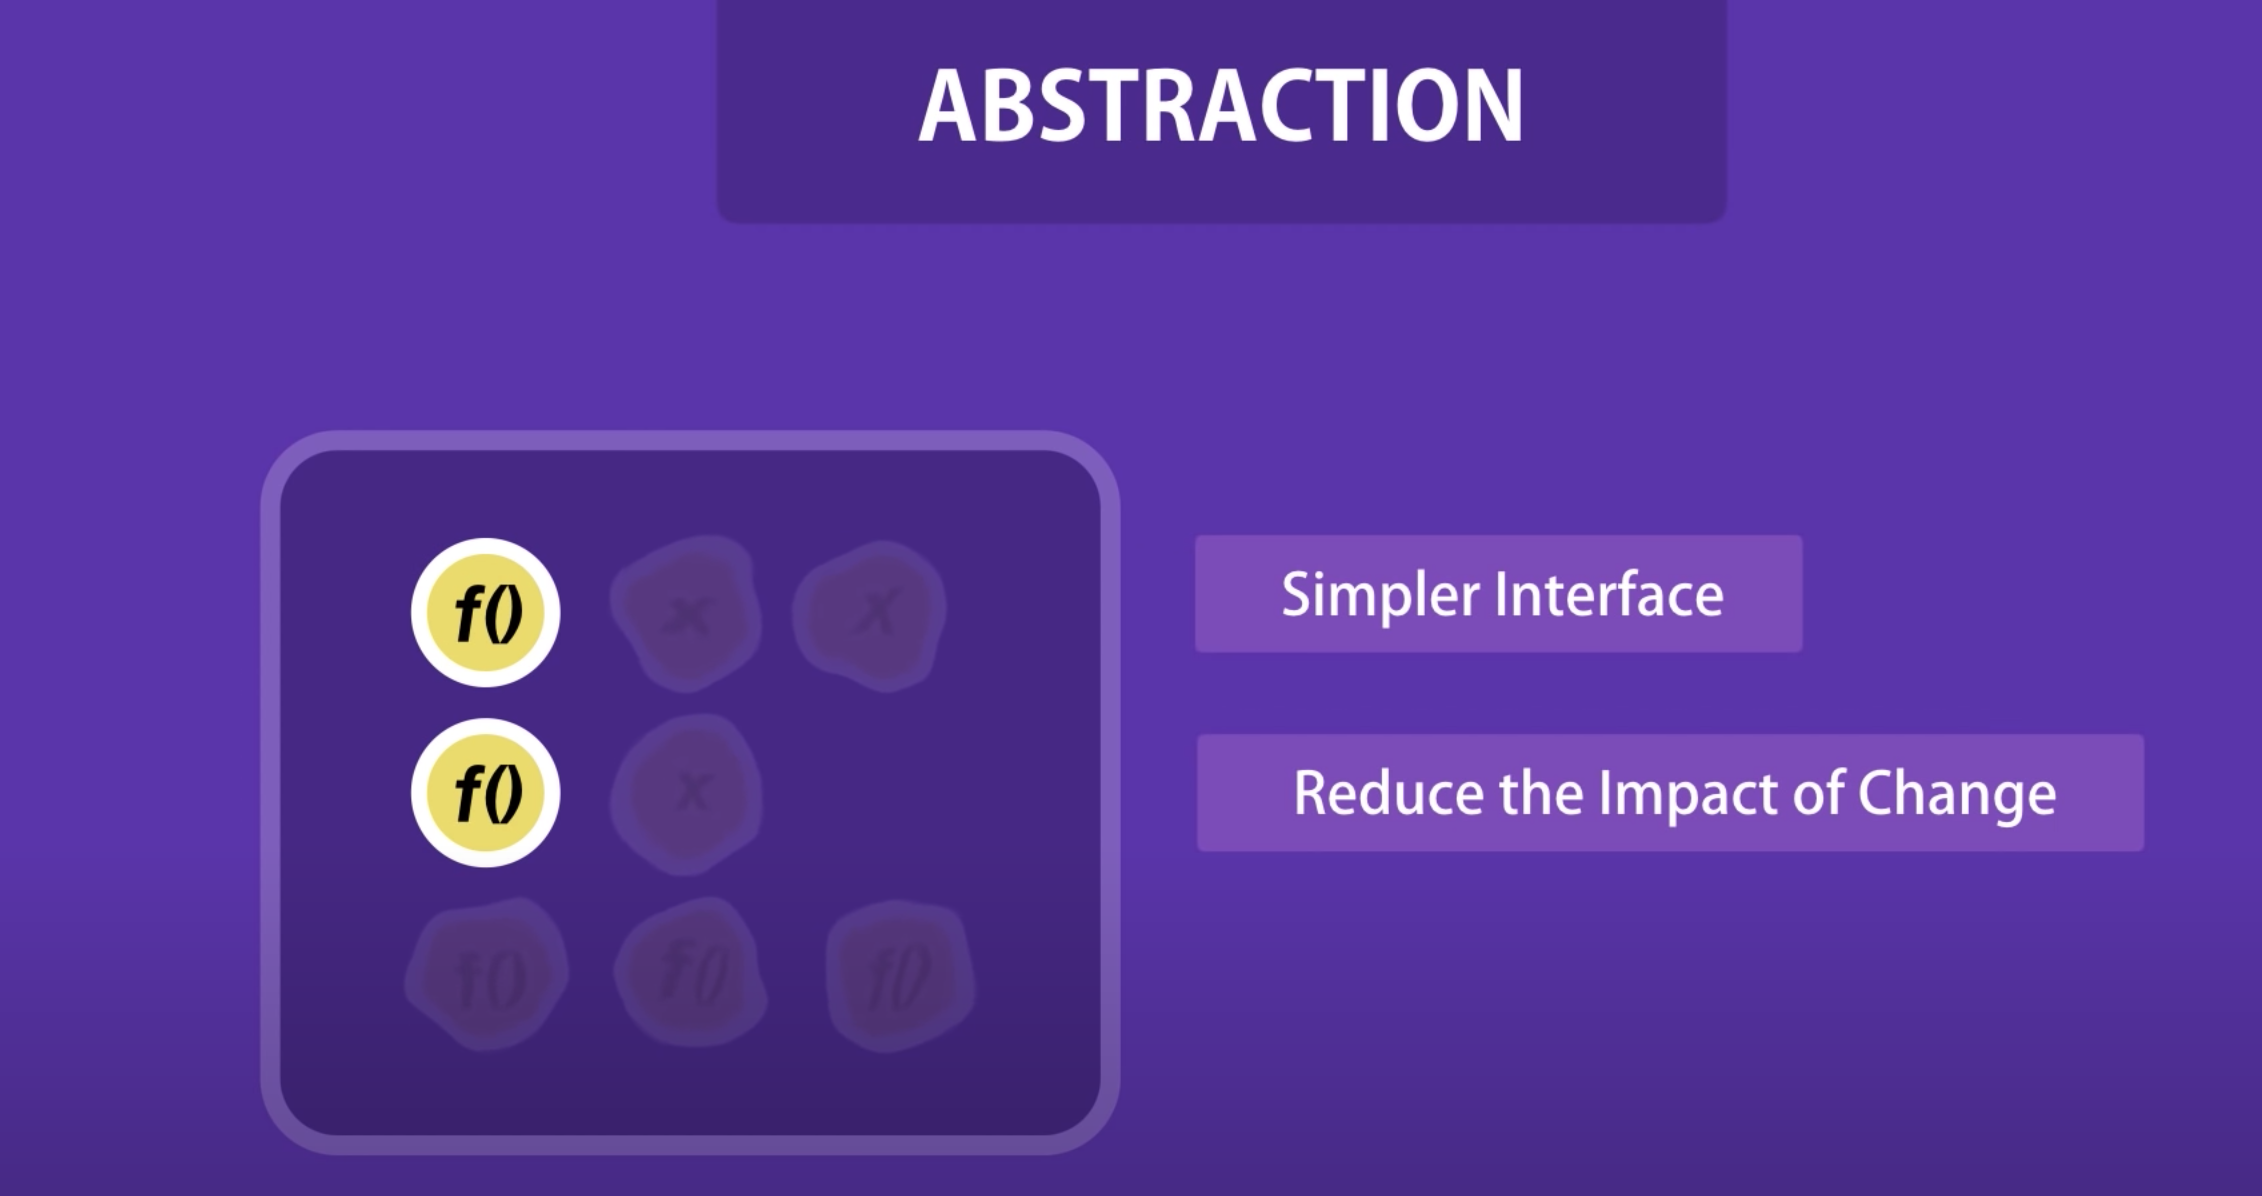 ABSTRACTION
f() x x
Simpler Interface
f() x
Reduce the Impact of Change
f() f() f()